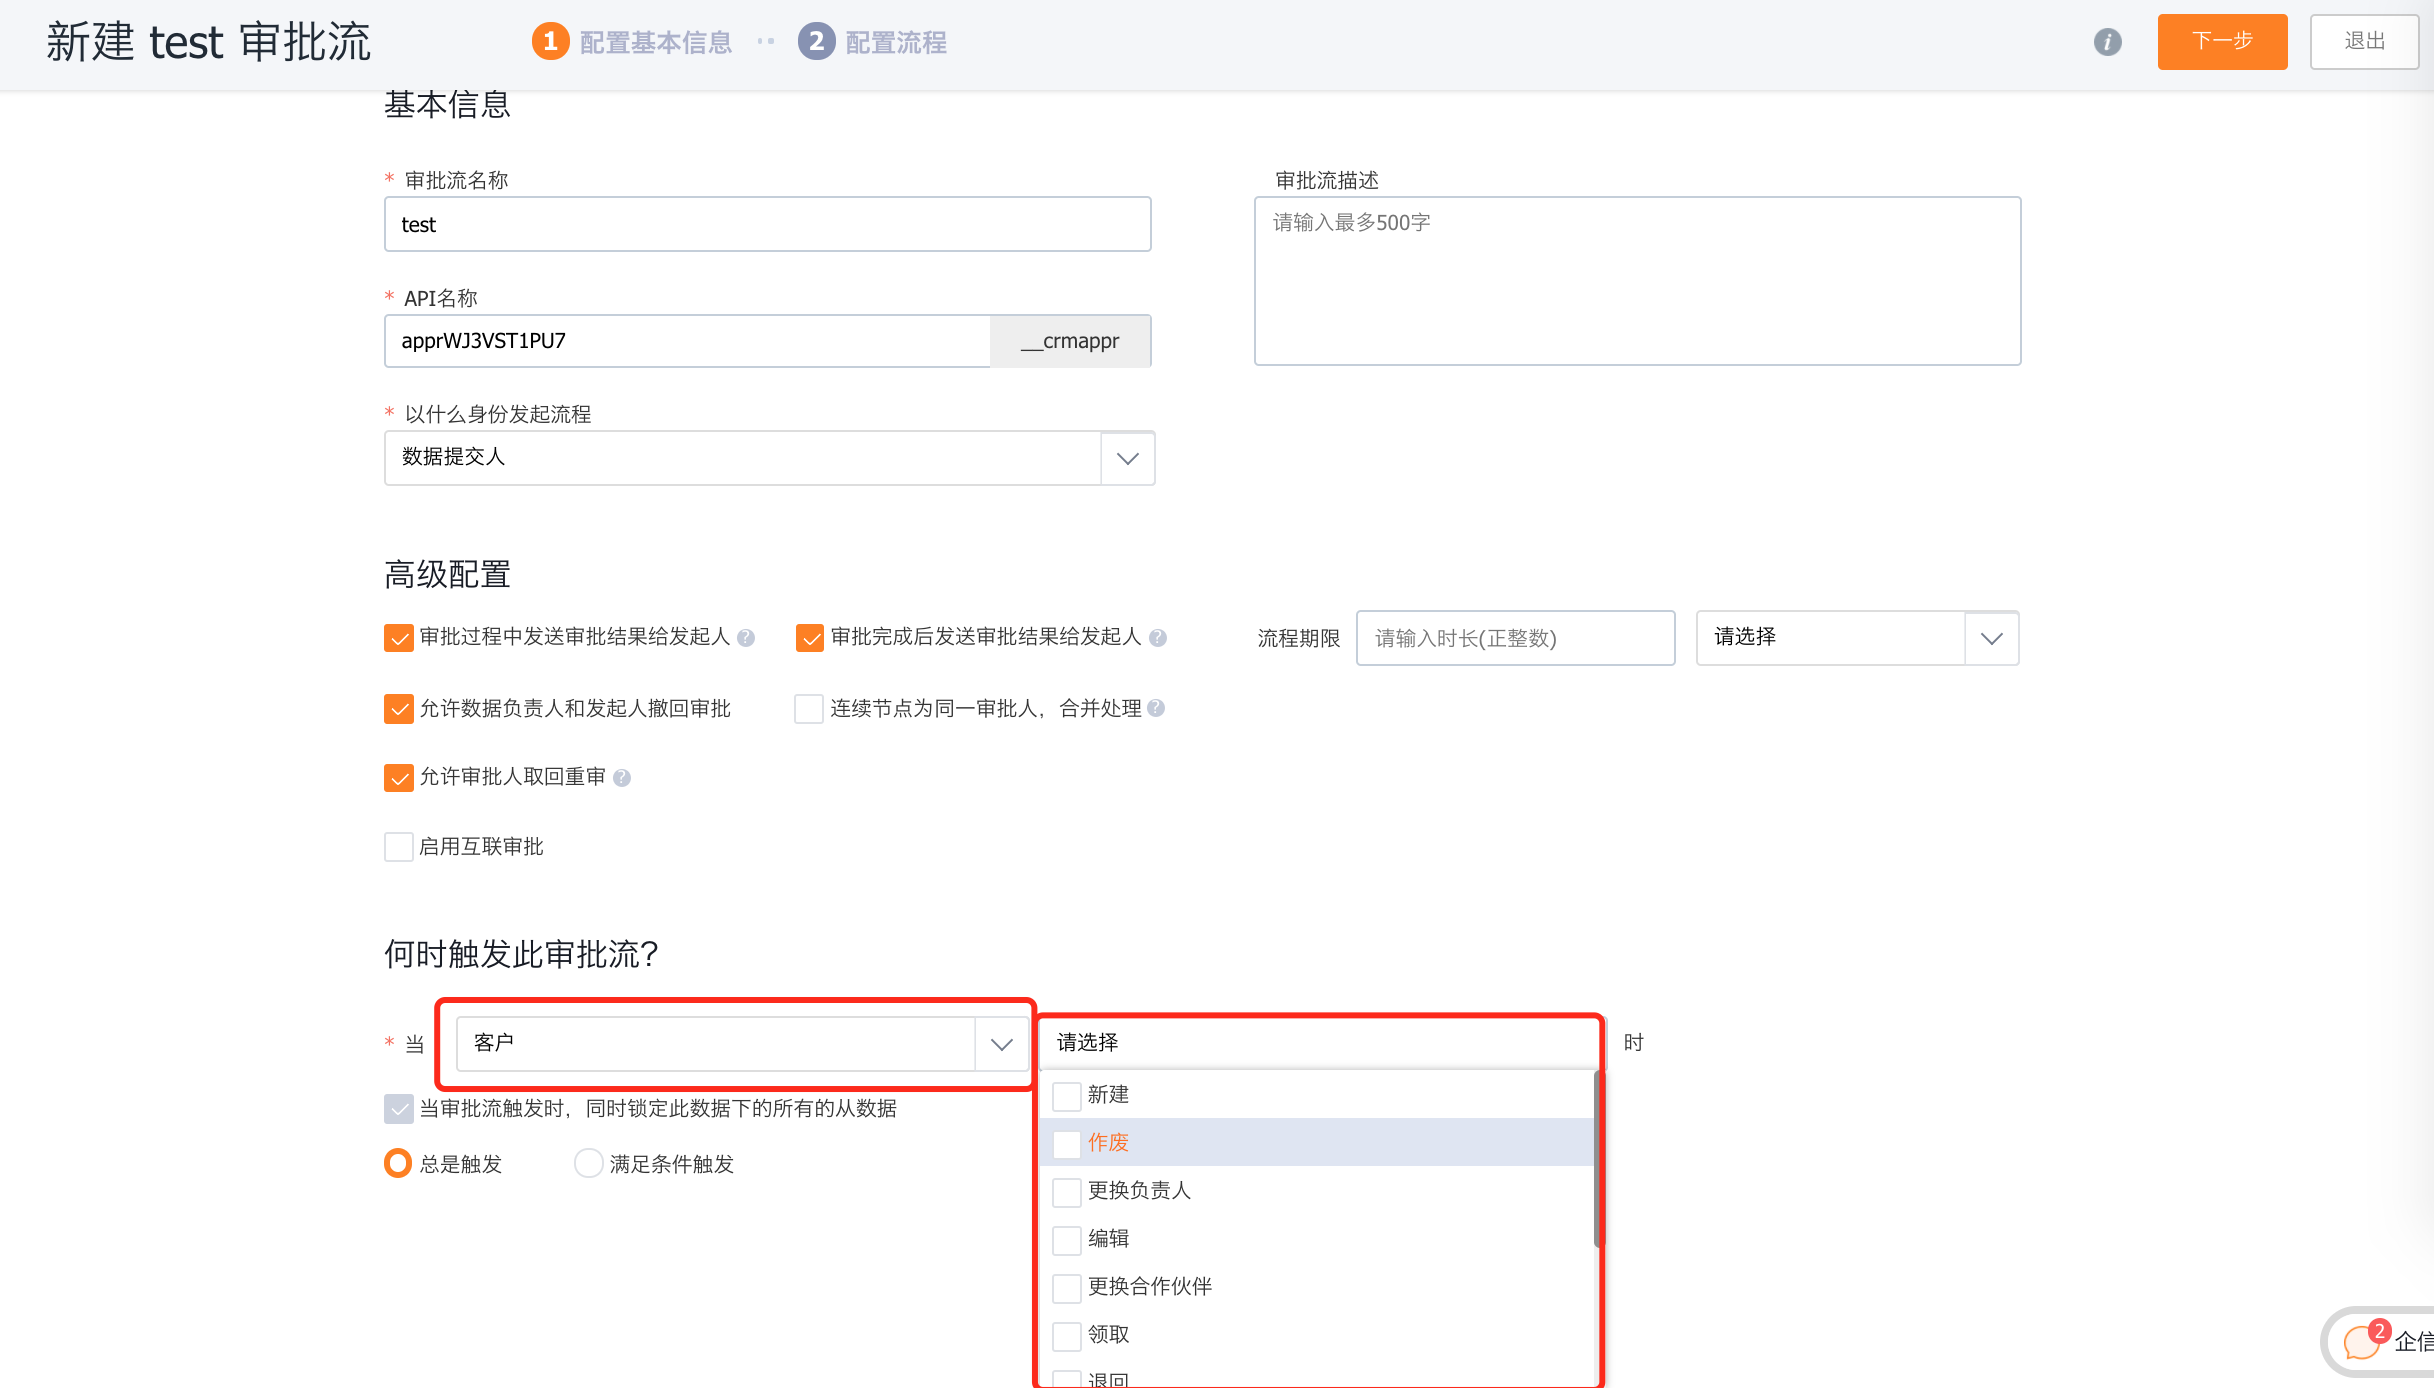 新建 test 审批流
1 配置基本信息
2 配置流程
下一步
退出
基本信息
* 审批流名称
test
审批流描述
请输入最多500字
* API名称
apprWJ3VST1PU7
__crmappr
* 以什么身份发起流程
数据提交人
高级配置
审批过程中发送审批结果给发起人 ?
审批完成后发送审批结果给发起人 ?
流程期限
请输入时长(正整数)
请选择
允许数据负责人和发起人撤回审批
连续节点为同一审批人，合并处理 ?
允许审批人取回重审 ?
启用互联审批
何时触发此审批流?
* 当
客户
请选择
时
当审批流触发时，同时锁定此数据下的所有的从数据
总是触发
满足条件触发
新建
作废
更换负责人
编辑
更换合作伙伴
领取
退回
2
企信